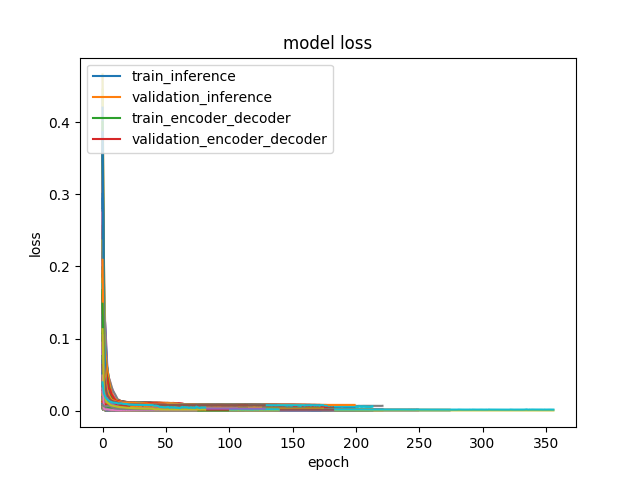 model loss
train_inference
validation_inference
train_encoder_decoder
validation_encoder_decoder
loss
0.4
0.3
0.2
0.1
0.0
0 50 100 150 200 250 300 350
epoch